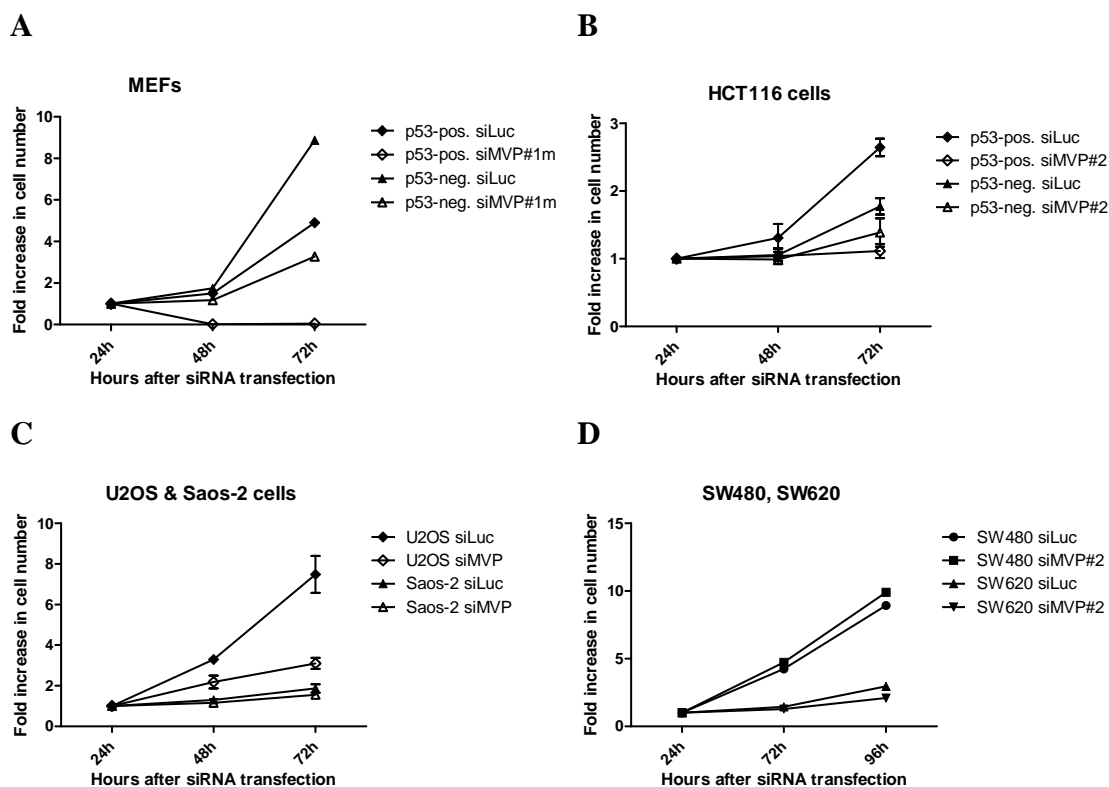 A
MEFs
Fold increase in cell number
10
8
6
4
2
0
24h
48h
72h
Hours after siRNA transfection
p53-pos. siLuc
p53-pos. siMVP#1m
p53-neg. siLuc
p53-neg. siMVP#1m
B
HCT116 cells
Fold increase in cell number
3
2
1
0
24h
48h
72h
Hours after siRNA transfection
p53-pos. siLuc
p53-pos. siMVP#2
p53-neg. siLuc
p53-neg. siMVP#2
C
U2OS & Saos-2 cells
Fold increase in cell number
10
8
6
4
2
0
24h
48h
72h
Hours after siRNA transfection
U2OS siLuc
U2OS siMVP
Saos-2 siLuc
Saos-2 siMVP
D
SW480, SW620
Fold increase in cell number
15
10
5
0
24h
72h
96h
Hours after siRNA transfection
SW480 siLuc
SW480 siMVP#2
SW620 siLuc
SW620 siMVP#2